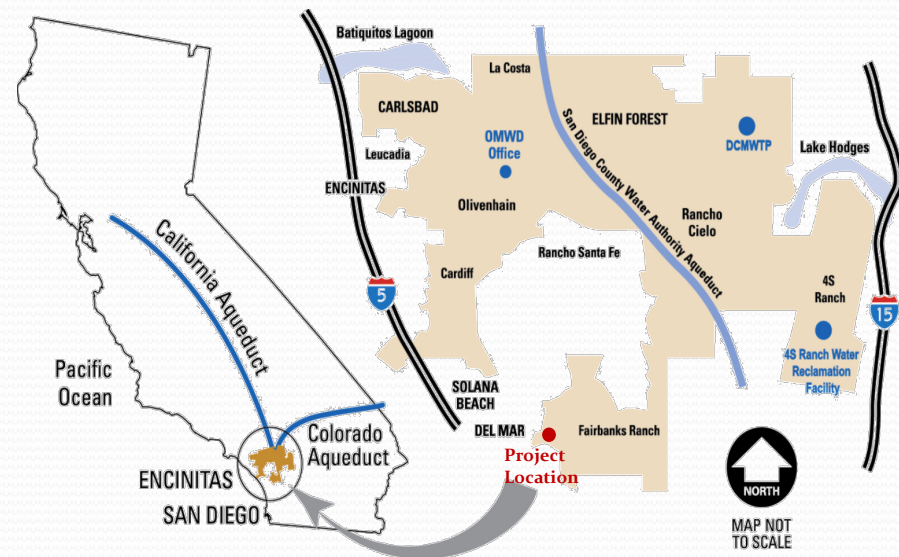 California Aqueduct
Pacific
Ocean
Colorado
Aqueduct
ENCINITAS
SAN DIEGO
Batiquitos Lagoon
La Costa
CARLSBAD
ELFIN FOREST
OMWD
Office
DCMWTP
Leucadia
Lake Hodges
ENCINITAS
San Diego County Water Authority Aqueduct
Olivenhain
Rancho
Cielo
Rancho Santa Fe
Cardiff
4S
Ranch
5
15
4S Ranch Water
Reclamation
Facility
SOLANA
BEACH
DEL MAR
Fairbanks Ranch
Project
Location
NORTH
MAP NOT
TO SCALE